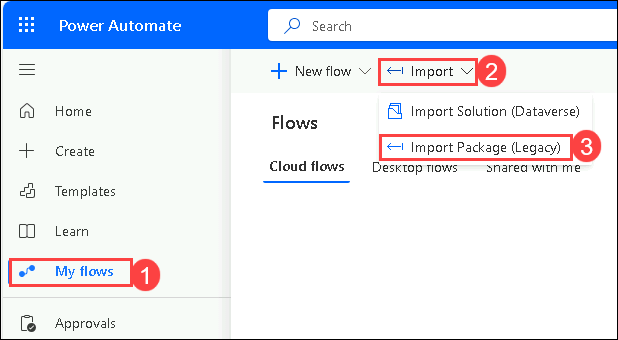 Power Automate
Search
New flow
Import
2
Home
Import Solution (Dataverse)
Flows
Create
Import Package (Legacy)
3
Cloud flows
Desktop flows
Shared with me
Templates
Learn
My flows
1
Approvals